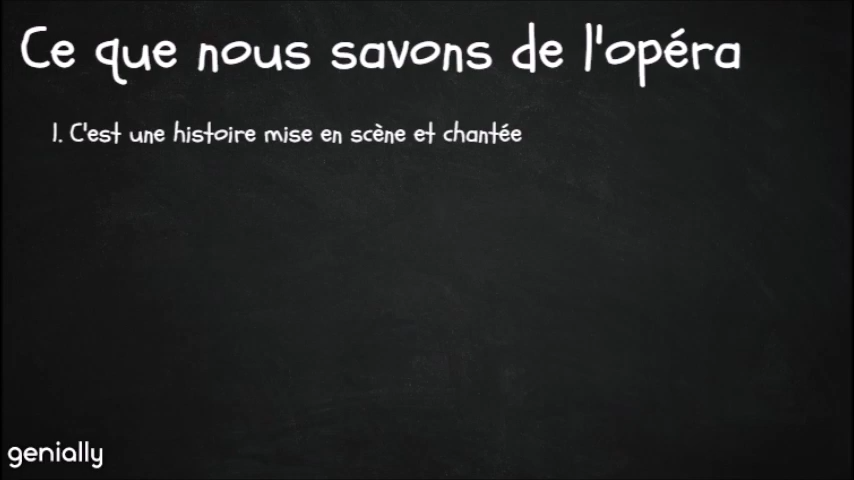 Ce que nous savons de l'opéra
1. C'est une histoire mise en scène et chantée
genially